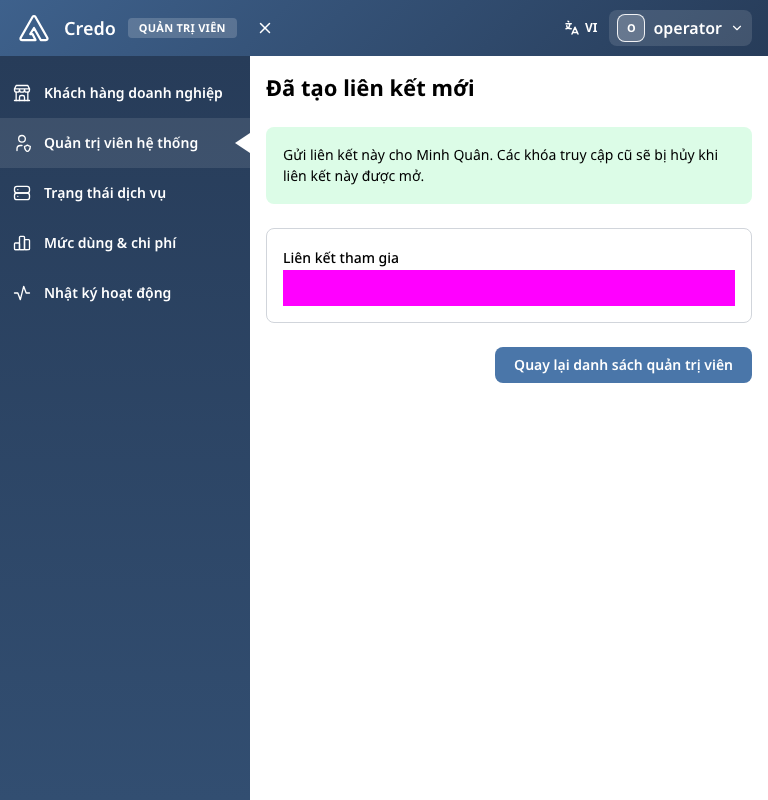 Credo
QUẢN TRỊ VIÊN
VI
O
operator
Khách hàng doanh nghiệp
Quản trị viên hệ thống
Trạng thái dịch vụ
Mức dùng & chi phí
Nhật ký hoạt động
Đã tạo liên kết mới
Gửi liên kết này cho Minh Quân. Các khóa truy cập cũ sẽ bị hủy khi
liên kết này được mở.
Liên kết tham gia
Quay lại danh sách quản trị viên